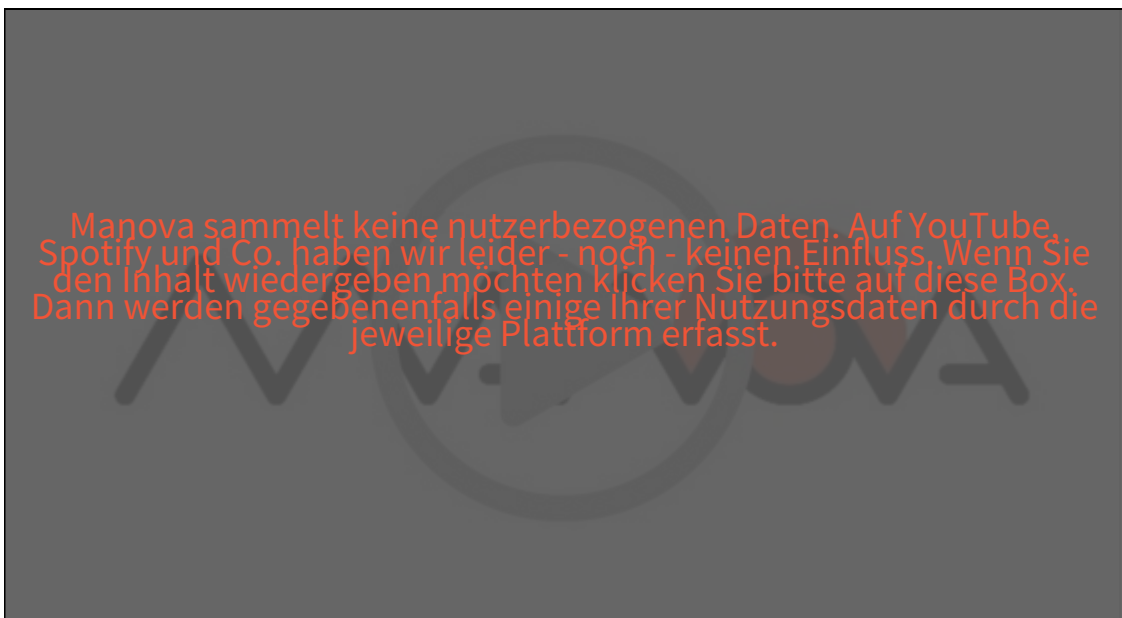 Manova sammelt keine nutzerbezogenen Daten. Auf YouTube,
Spotify und Co. haben wir leider - noch - keinen Einfluss. Wenn Sie
den Inhalt wiedergeben möchten klicken Sie bitte auf diese Box.
Dann werden gegebenenfalls einige Ihrer Nutzungsdaten durch die
jeweilige Plattform erfasst.
MANOVA